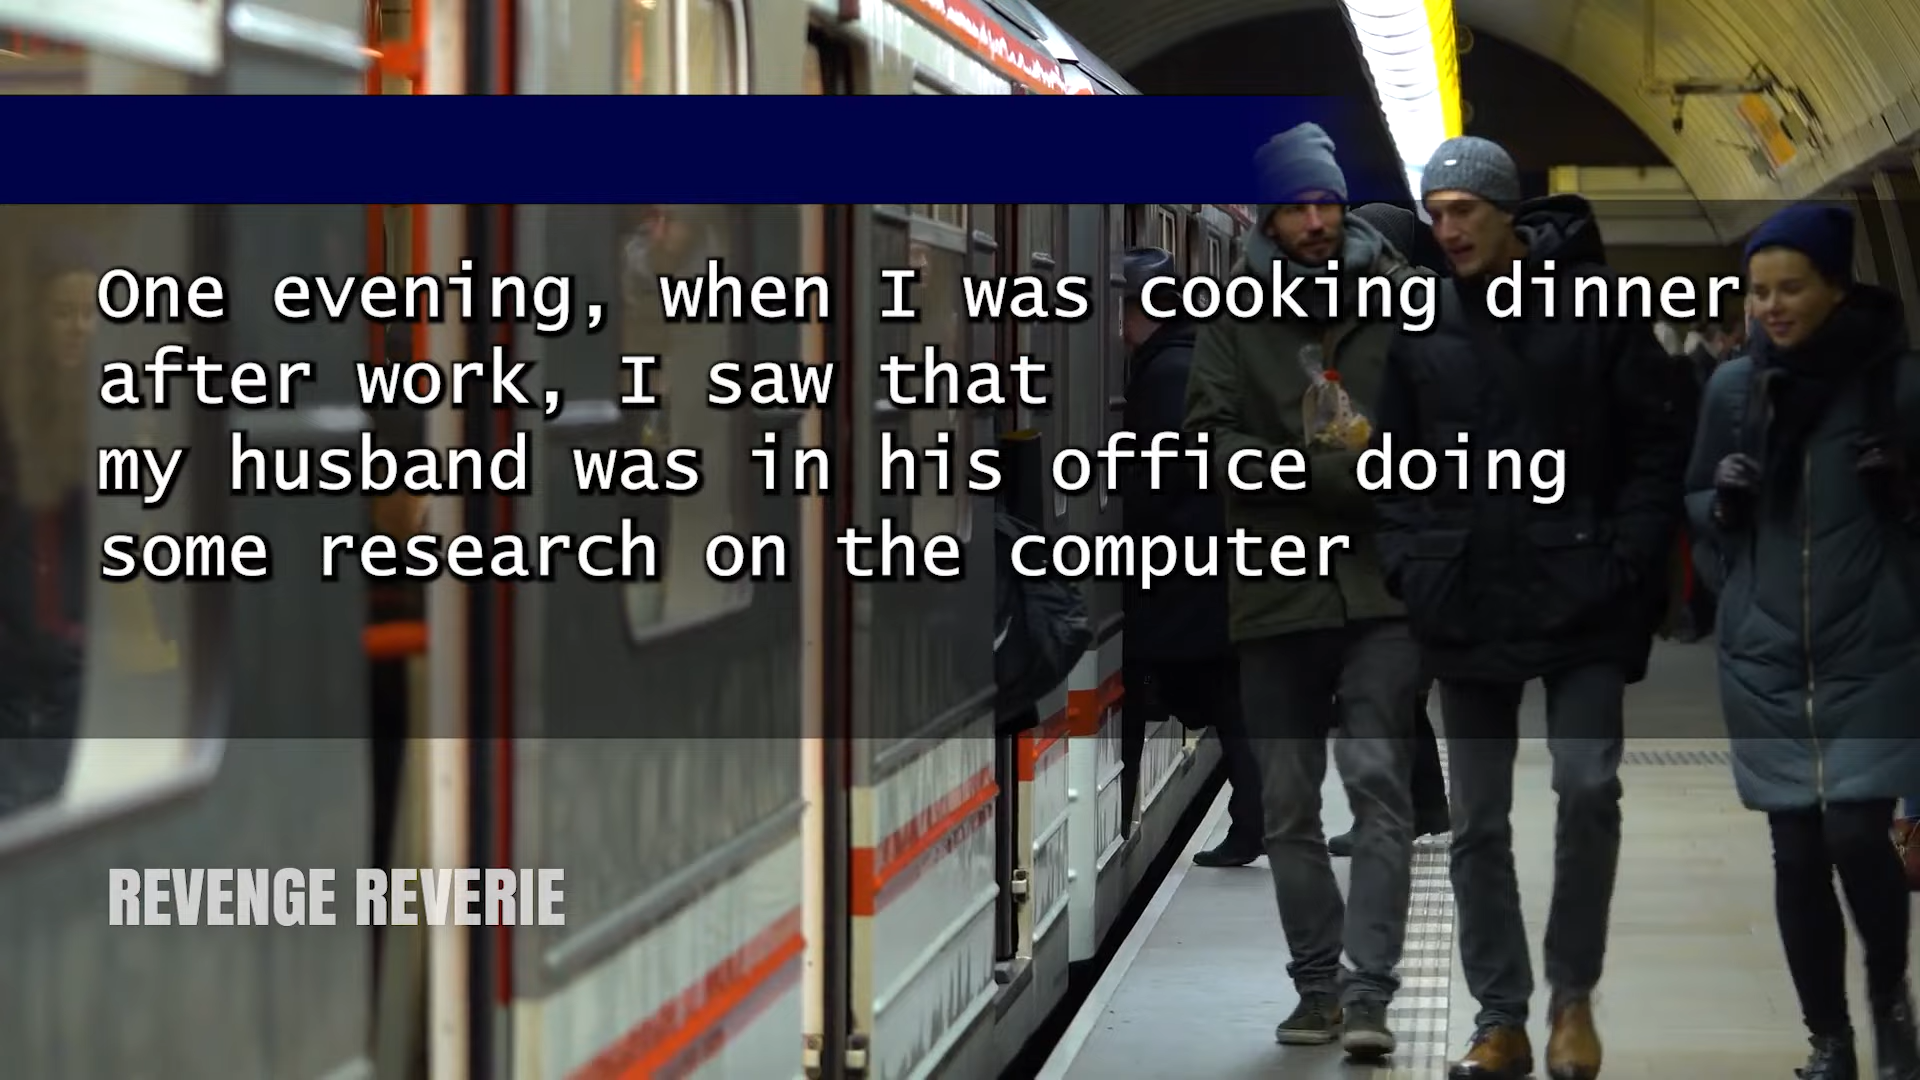 One evening, when I was cooking dinner
after work, I saw that
my husband was in his office doing
some research on the computer
REVENGE REVERIE